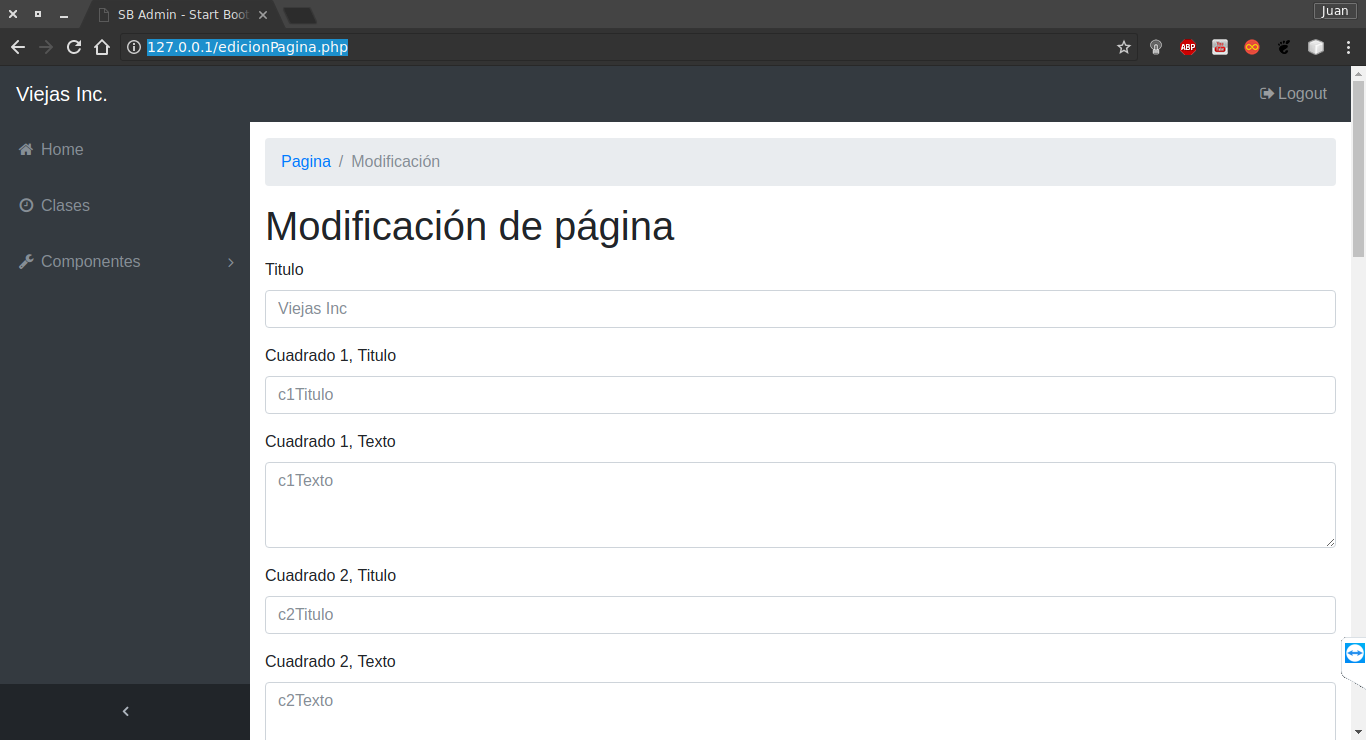 SB Admin - Start Boot
Juan
127.0.0.1/edicionPagina.php
ABP
Viejas Inc.
Logout
Home
Clases
Componentes
Pagina / Modificación
Modificación de página
Titulo
Viejas Inc
Cuadrado 1, Titulo
c1Titulo
Cuadrado 1, Texto
c1Texto
Cuadrado 2, Titulo
c2Titulo
Cuadrado 2, Texto
c2Texto